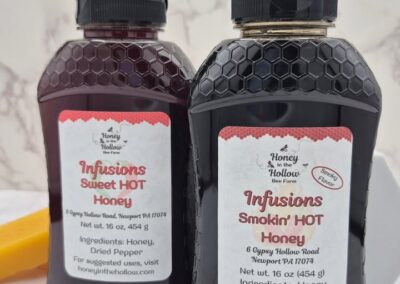 Honey
in the
Hollow
Bee Farm
Infusions
Sweet HOT
Honey
6 Gypsy Hollow Road, Newport PA 17074
Net wt. 16 oz. 454 g
Ingredients: Honey,
Dried Pepper
For suggested uses, visit
honeyinthehollow.com
Honey
in the
Hollow
Bee Farm
Smoky
Flavor
Infusions
Smokin' HOT
Honey
6 Gypsy Hollow Road
Newport PA 17074
Net wt. 16 oz (454 g)
Ingredients: Honey,